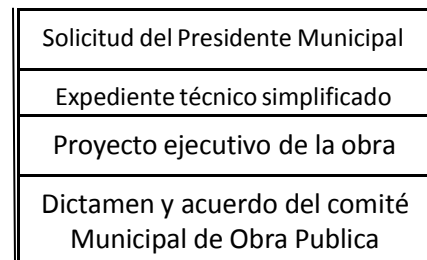 Solicitud del Presidente Municipal
Expediente técnico simplificado
Proyecto ejecutivo de la obra
Dictamen y acuerdo del comité
Municipal de Obra Publica